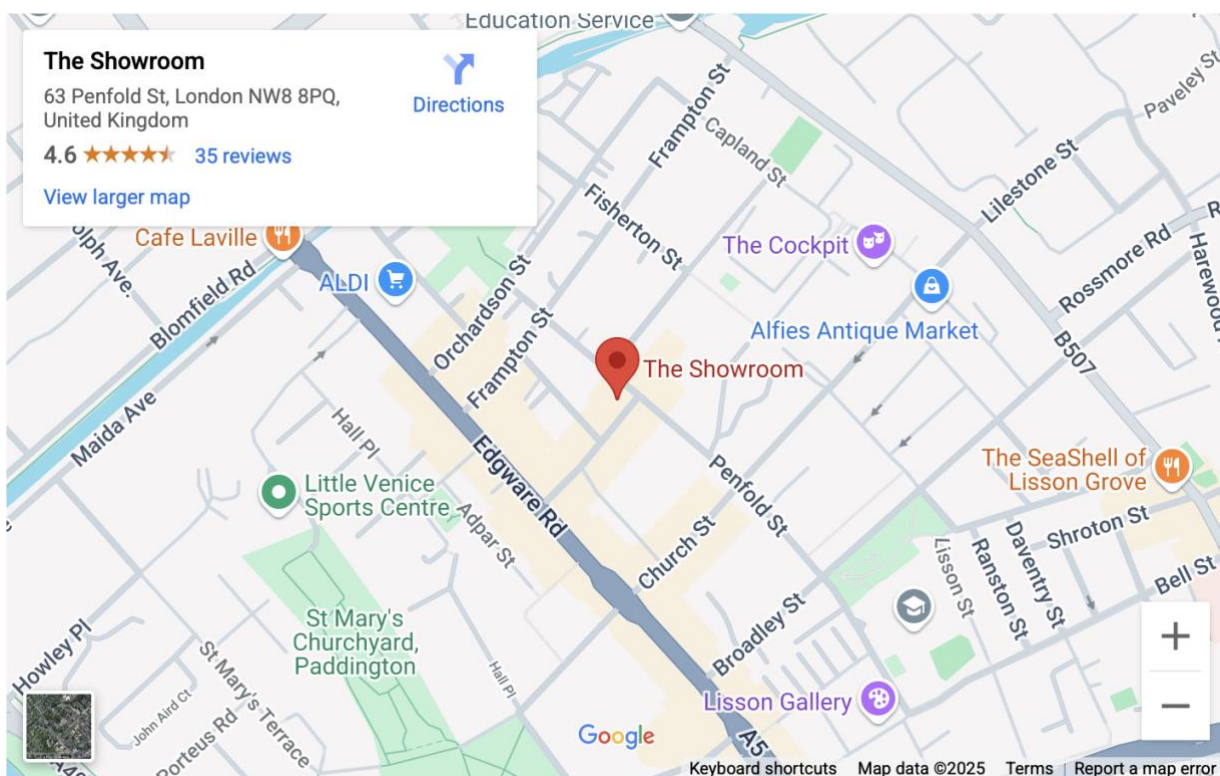 Education Service
The Showroom
63 Penfold St, London NW8 8PQ,
United Kingdom
4.6
35 reviews
View larger map
Directions
Frampton St
Capland St
Paveley St
Lilestone St
Fisherton St
Cafe Laville
The Cockpit
Rossmore Rd
Blomfield Rd
ALDI
Orchardson St
Alfies Antique Market
Frampton St
B507
The Showroom
Maida Ave
Hall Pl
Edgware Rd
Penfold St
The SeaShell of
Lisson Grove
Little Venice
Sports Centre
Adpar St
Church St
Shroton St
Lisson St
Ranston St
Daventry St
Bell St
St Mary's
Churchyard,
Paddington
Broadley St
Howley Pl
St Mary's Terrace
Hall Pl
Lisson Gallery
John Aird Ct
Porteus Rd
Google
A5
Keyboard shortcuts
Map data ©2025
Terms
Report a map error